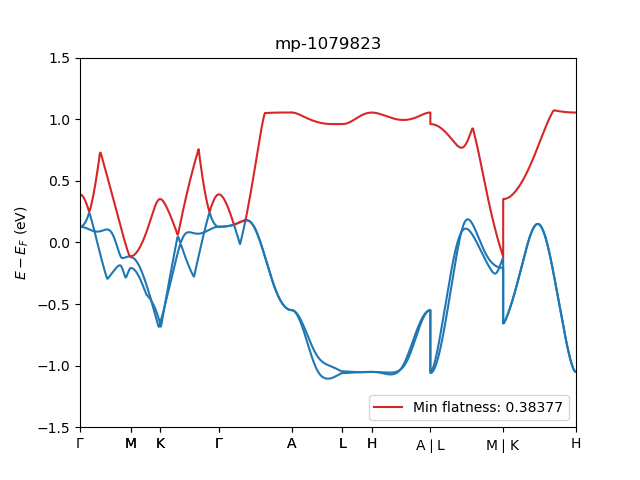 mp-1079823
E − E_F (eV)
1.5
1.0
0.5
0.0
−0.5
−1.0
−1.5
Min flatness: 0.38377
Γ M K Γ A L H A | L M | K H